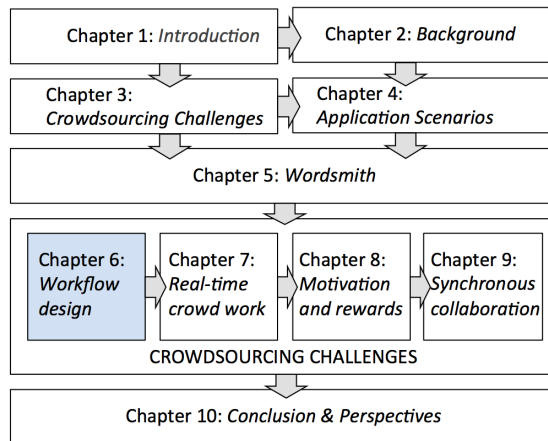 Chapter 1: Introduction
Chapter 2: Background
Chapter 3:
Crowdsourcing Challenges
Chapter 4:
Application Scenarios
Chapter 5: Wordsmith
Chapter 6:
Workflow
design
Chapter 7:
Real-time
crowd work
Chapter 8:
Motivation
and rewards
Chapter 9:
Synchronous
collaboration
CROWDSOURCING CHALLENGES
Chapter 10: Conclusion & Perspectives